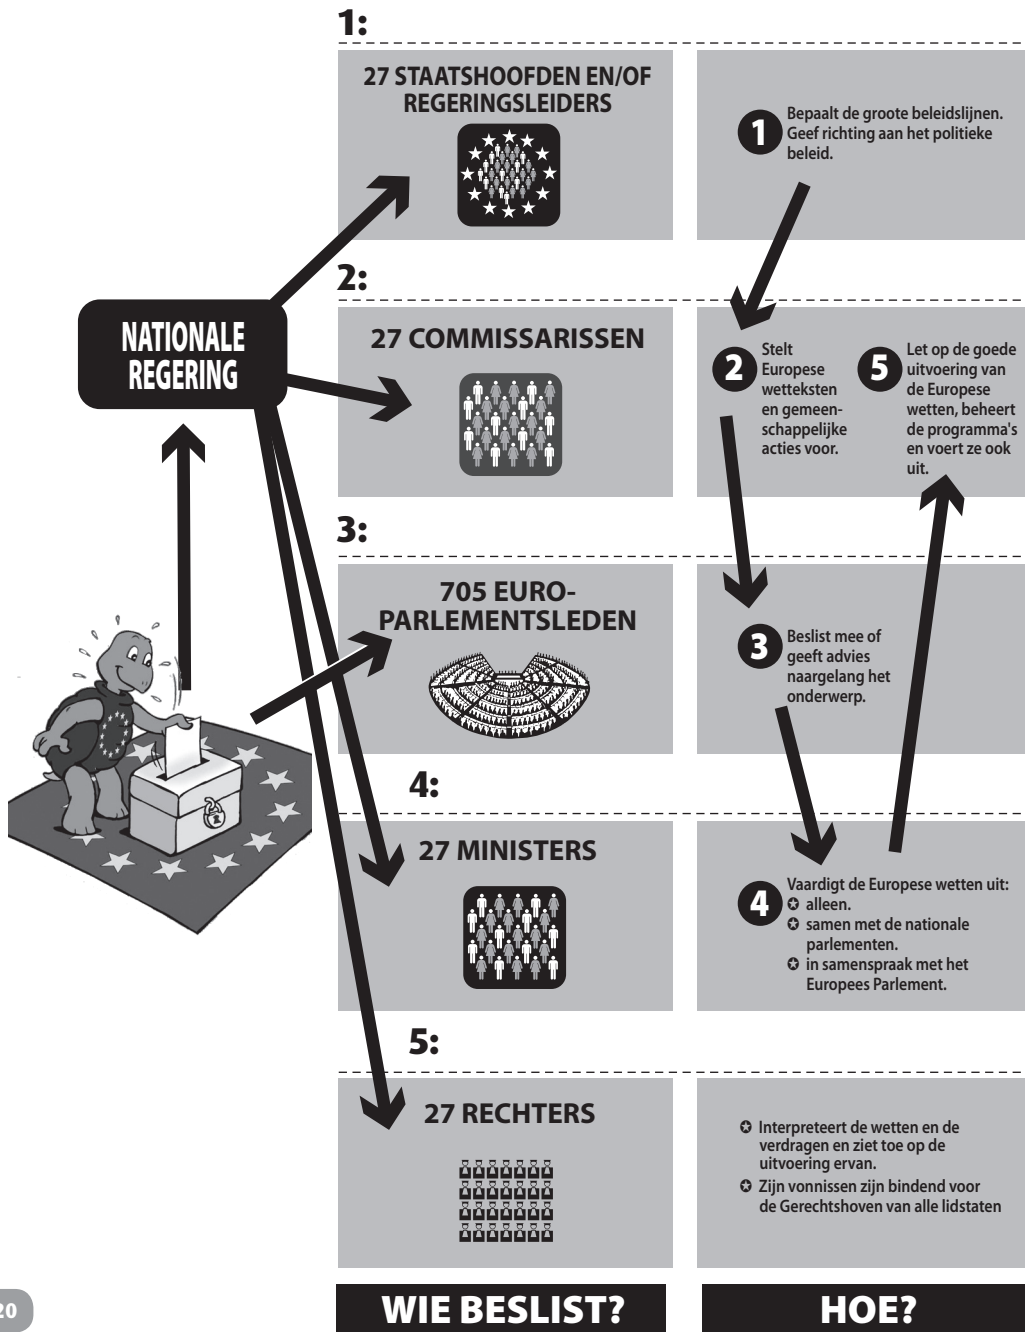 1:
27 STAATSHOOFDEN EN/OF
REGERINGSLEIDERS
1
Bepaalt de groote beleidslijnen.
Geef richting aan het politieke
beleid.
NATIONALE
REGERING
2:
27 COMMISSARISSEN
2
Stelt
Europese
wetteksten
en gemeen-
schappelijke
acties voor.
5
Let op de goede
uitvoering van
de Europese
wetten, beheert
de programma's
en voert ze ook
uit.
3:
705 EURO-
PARLEMENTSLEDEN
3
Beslist mee of
geeft advies
naargelang het
onderwerp.
4:
27 MINISTERS
4
Vaardigt de Europese wetten uit:
✪ alleen.
✪ samen met de nationale
parlementen.
✪ in samenspraak met het
Europees Parlement.
5:
27 RECHTERS
✪ Interpreteert de wetten en de
verdragen en ziet toe op de
uitvoering ervan.
✪ Zijn vonnissen zijn bindend voor
de Gerechtshoven van alle lidstaten
WIE BESLIST?
HOE?
20